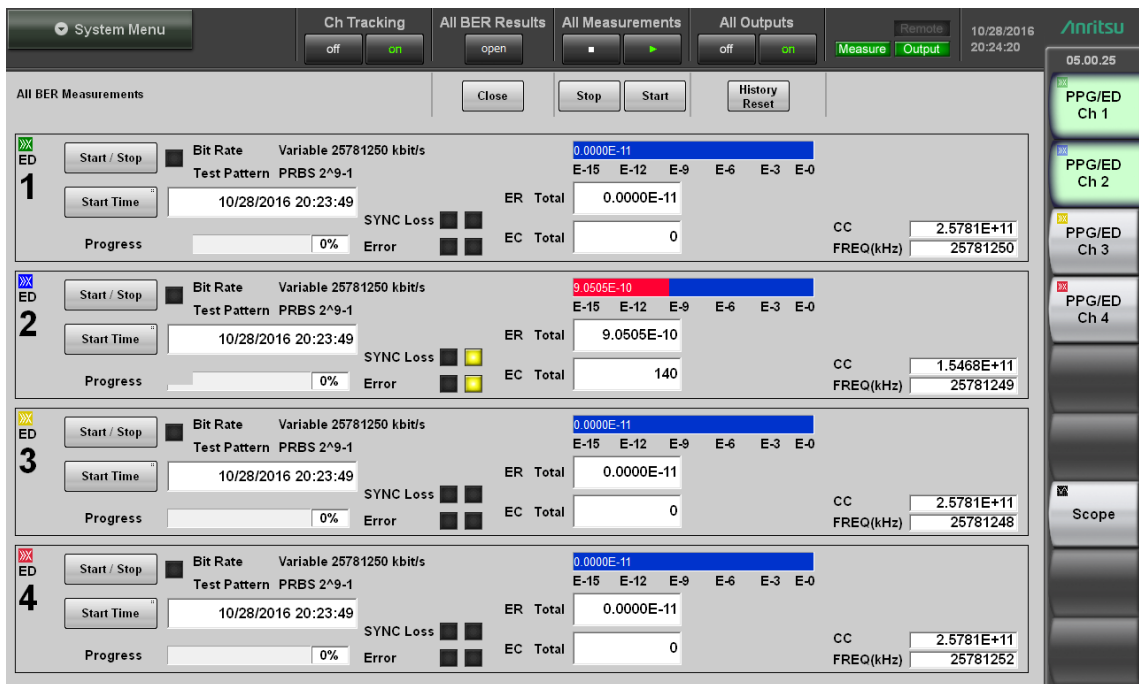 System Menu
Ch Tracking
off on
All BER Results
open
All Measurements
All Outputs
off on
Remote
Measure Output
10/28/2016
20:24:20
Anritsu
05.00.25
All BER Measurements
Close
Stop Start
History
Reset
PPG/ED
Ch 1
PPG/ED
Ch 2
PPG/ED
Ch 3
PPG/ED
Ch 4
Scope
ED
1
Start / Stop
Bit Rate Variable 25781250 kbit/s
Test Pattern PRBS 2^9-1
Start Time 10/28/2016 20:23:49
SYNC Loss
Progress 0% Error
0.0000E-11
E-15 E-12 E-9 E-6 E-3 E-0
ER Total 0.0000E-11
EC Total 0
CC 2.5781E+11
FREQ(kHz) 25781250
ED
2
Start / Stop
Bit Rate Variable 25781250 kbit/s
Test Pattern PRBS 2^9-1
Start Time 10/28/2016 20:23:49
SYNC Loss
Progress 0% Error
9.0505E-10
E-15 E-12 E-9 E-6 E-3 E-0
ER Total 9.0505E-10
EC Total 140
CC 1.5468E+11
FREQ(kHz) 25781249
ED
3
Start / Stop
Bit Rate Variable 25781250 kbit/s
Test Pattern PRBS 2^9-1
Start Time 10/28/2016 20:23:49
SYNC Loss
Progress 0% Error
0.0000E-11
E-15 E-12 E-9 E-6 E-3 E-0
ER Total 0.0000E-11
EC Total 0
CC 2.5781E+11
FREQ(kHz) 25781248
ED
4
Start / Stop
Bit Rate Variable 25781250 kbit/s
Test Pattern PRBS 2^9-1
Start Time 10/28/2016 20:23:49
SYNC Loss
Progress 0% Error
0.0000E-11
E-15 E-12 E-9 E-6 E-3 E-0
ER Total 0.0000E-11
EC Total 0
CC 2.5781E+11
FREQ(kHz) 25781252